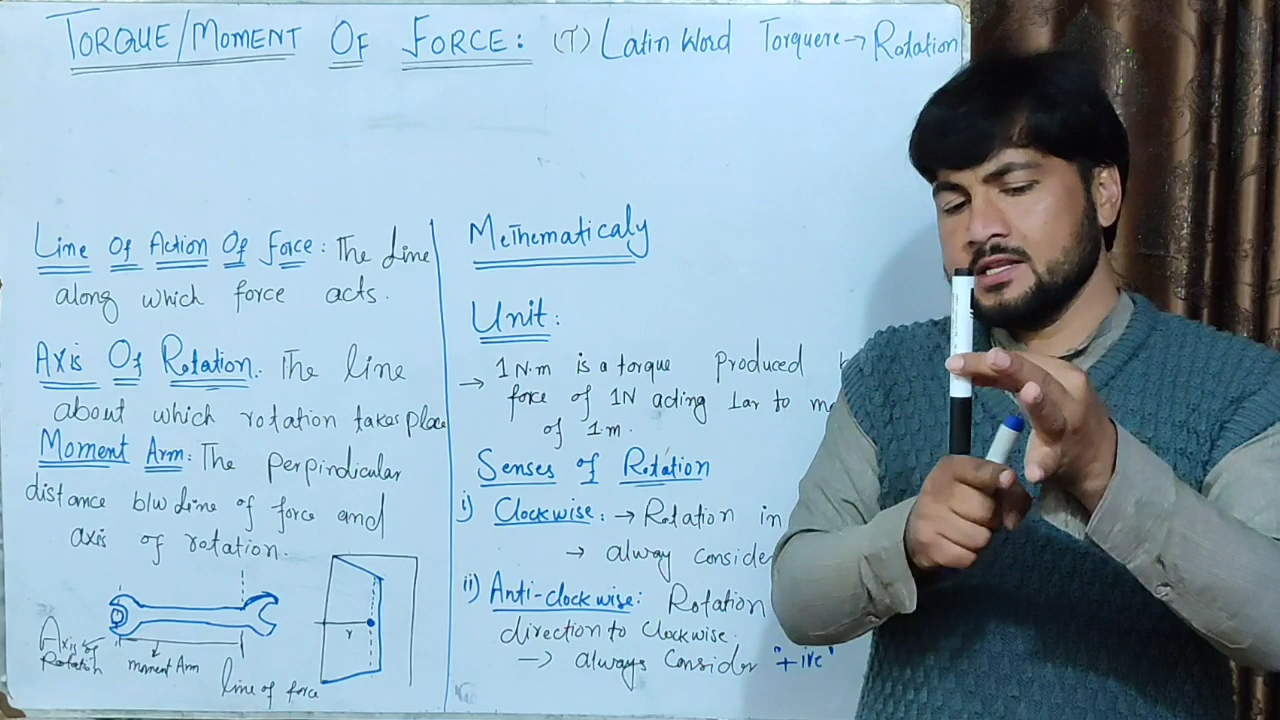 TORQUE/MOMENT OF FORCE: (T) Latin Word Torquere → Rotation
Line Of Action Of Force: The Line
along which force acts.
Axis Of Rotation: The line
about which rotation takes place
Moment Arm: The perpindicular
distance b/w Line of force and
axis of rotation.
Axis of
Rotation
moment Arm
line of force
r
Methematicaly
Unit:
→ 1 N.m is a torque produced
force of 1N acting Lar to
of 1m.
Senses of Rotation
i) Clockwise: → Rotation in
→ alway consider
ii) Anti-clockwise: Rotation
direction to Clockwise.
→ always Consider "+ive"